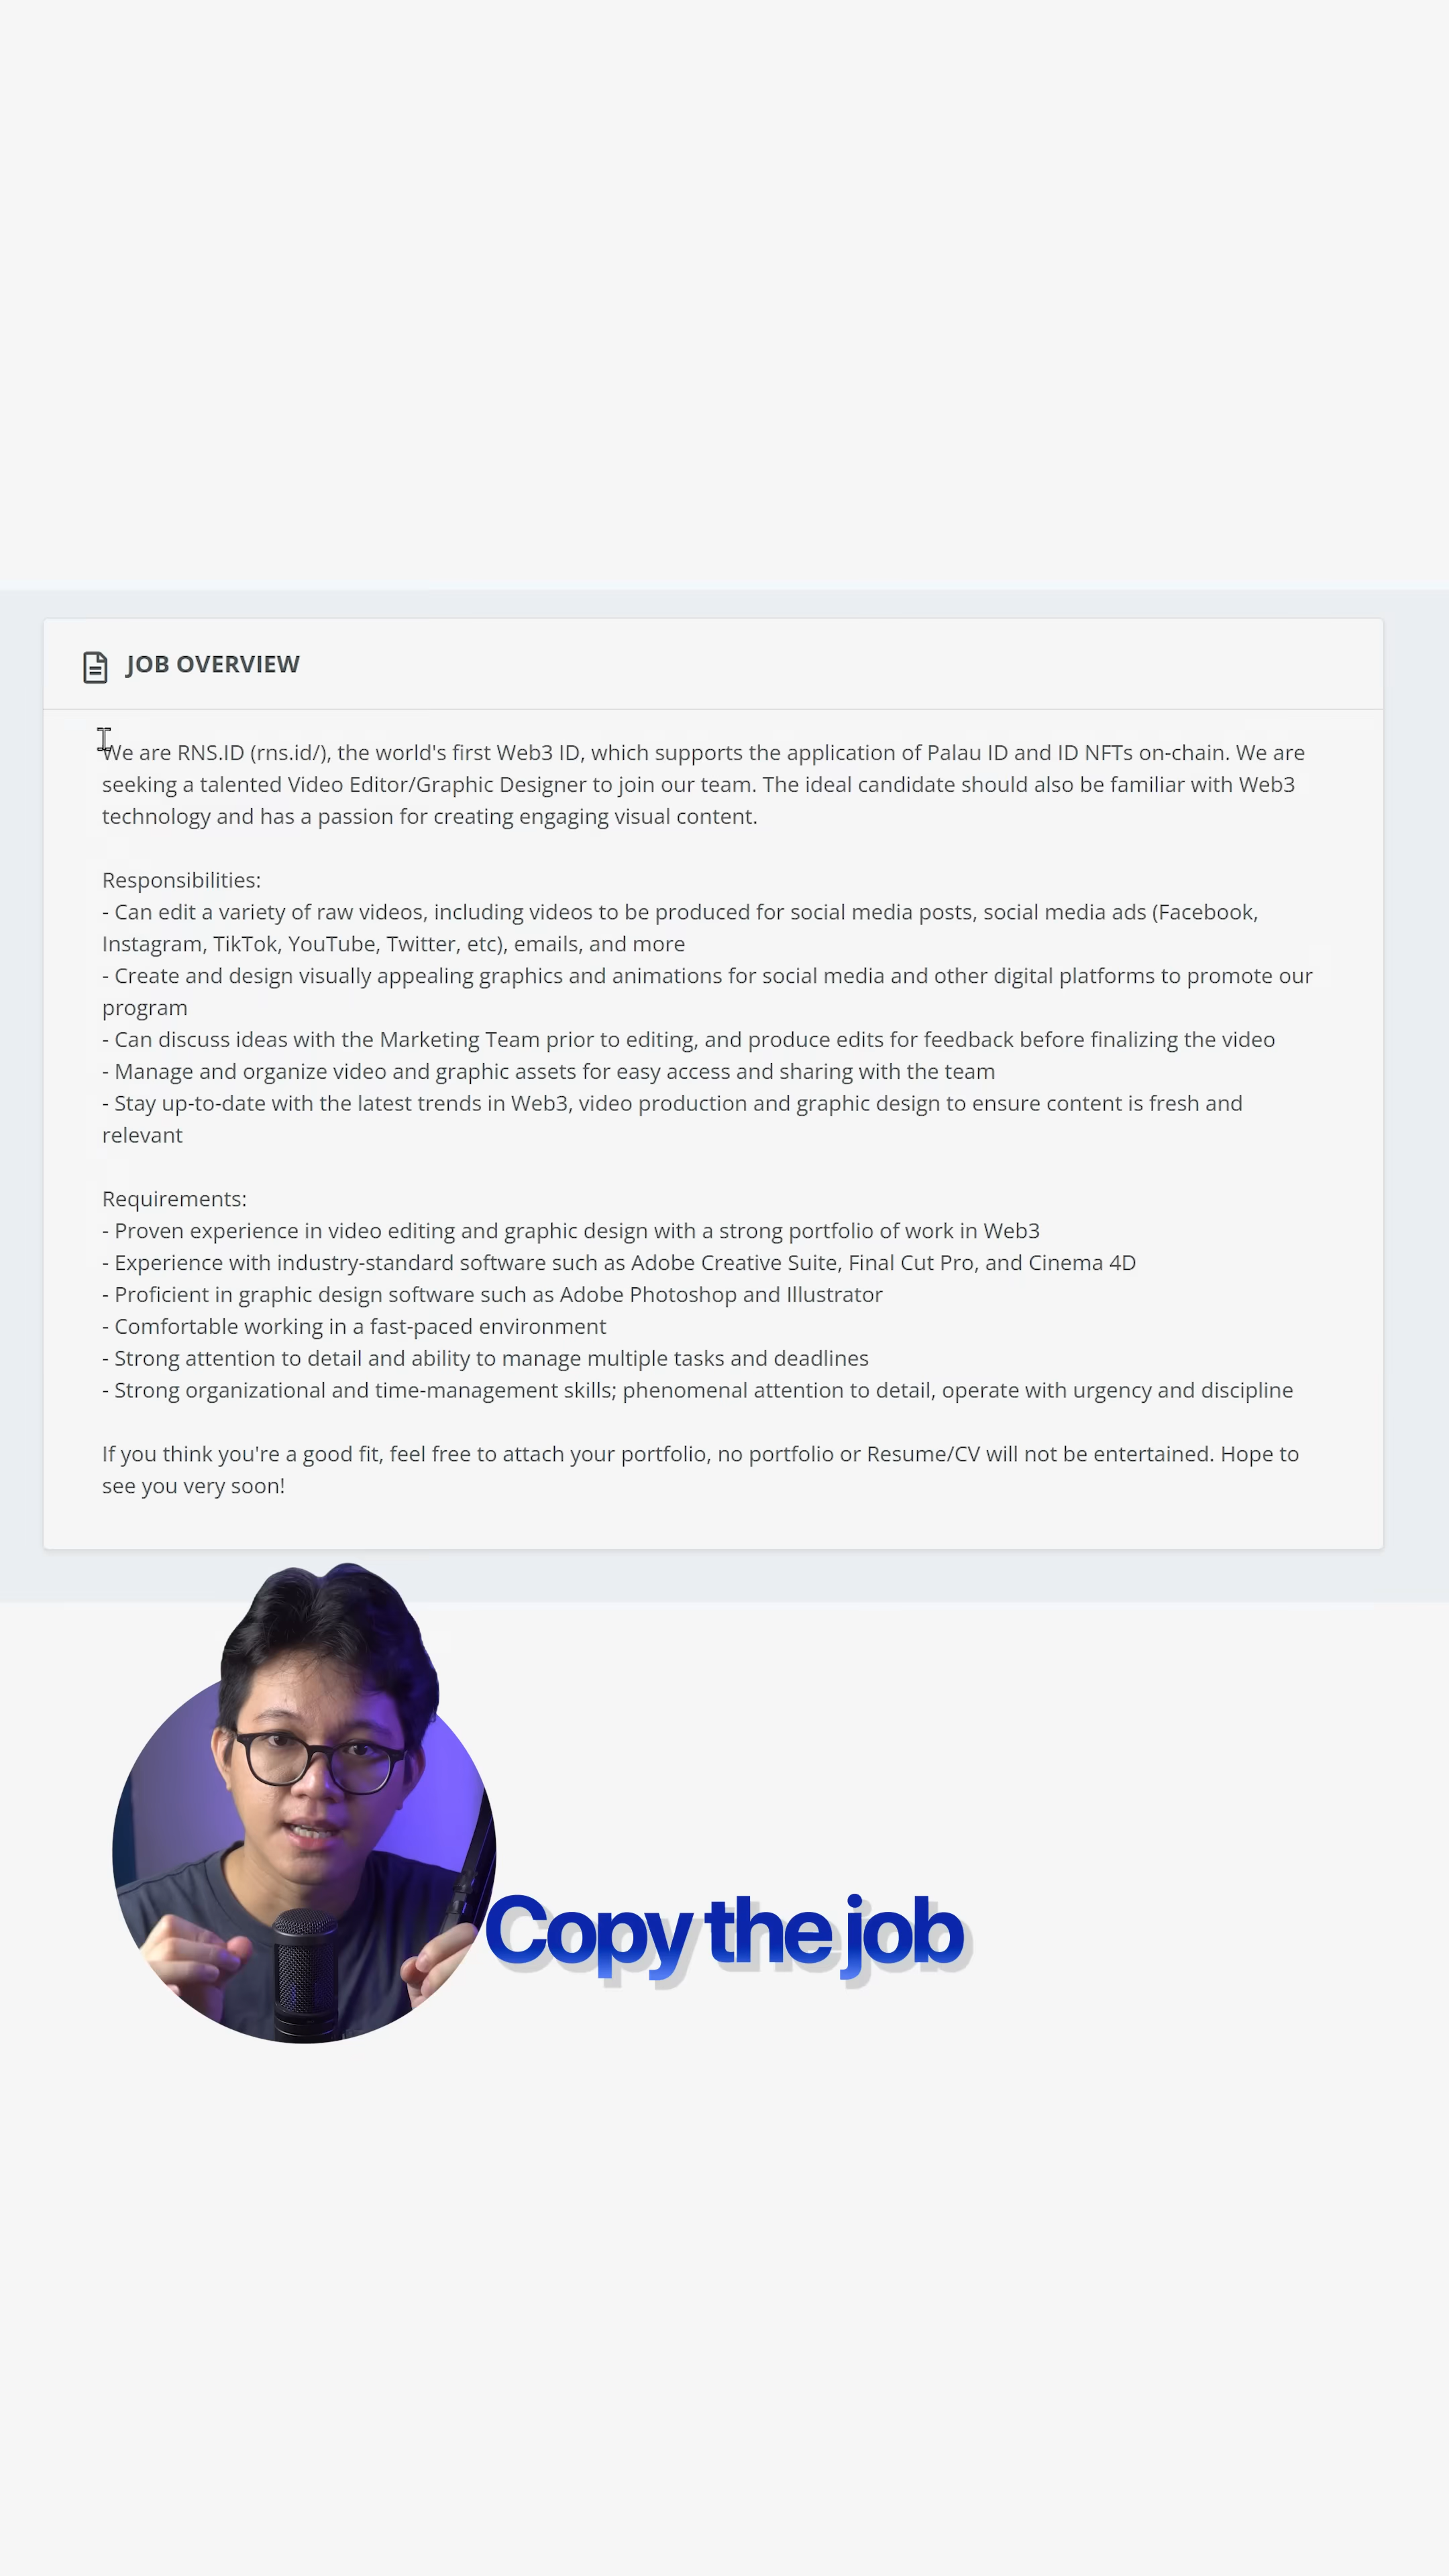 JOB OVERVIEW
We are RNS.ID (rns.id/), the world's first Web3 ID, which supports the application of Palau ID and ID NFTs on-chain. We are
seeking a talented Video Editor/Graphic Designer to join our team. The ideal candidate should also be familiar with Web3
technology and has a passion for creating engaging visual content.
Responsibilities:
- Can edit a variety of raw videos, including videos to be produced for social media posts, social media ads (Facebook,
Instagram, TikTok, YouTube, Twitter, etc), emails, and more
- Create and design visually appealing graphics and animations for social media and other digital platforms to promote our
program
- Can discuss ideas with the Marketing Team prior to editing, and produce edits for feedback before finalizing the video
- Manage and organize video and graphic assets for easy access and sharing with the team
- Stay up-to-date with the latest trends in Web3, video production and graphic design to ensure content is fresh and
relevant
Requirements:
- Proven experience in video editing and graphic design with a strong portfolio of work in Web3
- Experience with industry-standard software such as Adobe Creative Suite, Final Cut Pro, and Cinema 4D
- Proficient in graphic design software such as Adobe Photoshop and Illustrator
- Comfortable working in a fast-paced environment
- Strong attention to detail and ability to manage multiple tasks and deadlines
- Strong organizational and time-management skills; phenomenal attention to detail, operate with urgency and discipline
If you think you're a good fit, feel free to attach your portfolio, no portfolio or Resume/CV will not be entertained. Hope to
see you very soon!
Copy the job